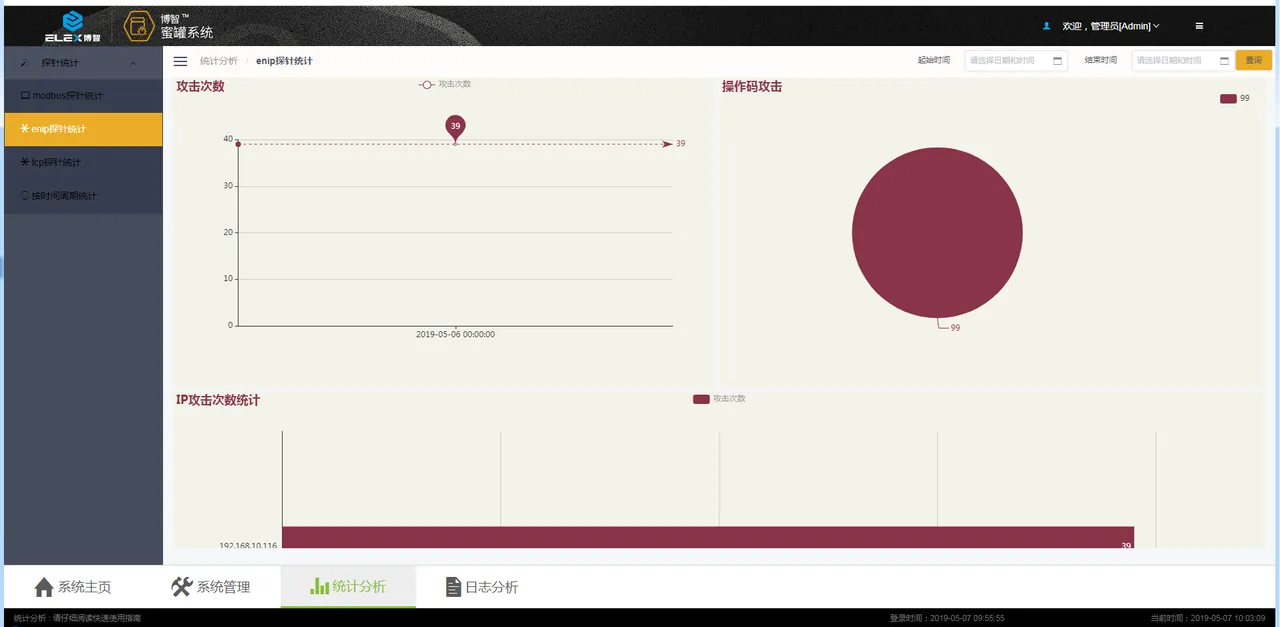 ELEX博智
博智™
蜜罐系统
欢迎，管理员[Admin]
探针统计
modbus探针统计
enip探针统计
tcp探针统计
按时间周期统计
统计分析 / enip探针统计
起始时间 请选择日期和时间 结束时间 请选择日期和时间 查询
攻击次数
攻击次数
39
39
40
30
20
10
0
2019-05-06 00:00:00
操作码攻击
99
99
IP攻击次数统计
攻击次数
192.168.10.116
39
系统主页
系统管理
统计分析
日志分析
统计分析 : 请仔细阅读快速使用指南
登录时间 : 2019-05-07 09:55:55
当前时间 : 2019-05-07 10:03:09